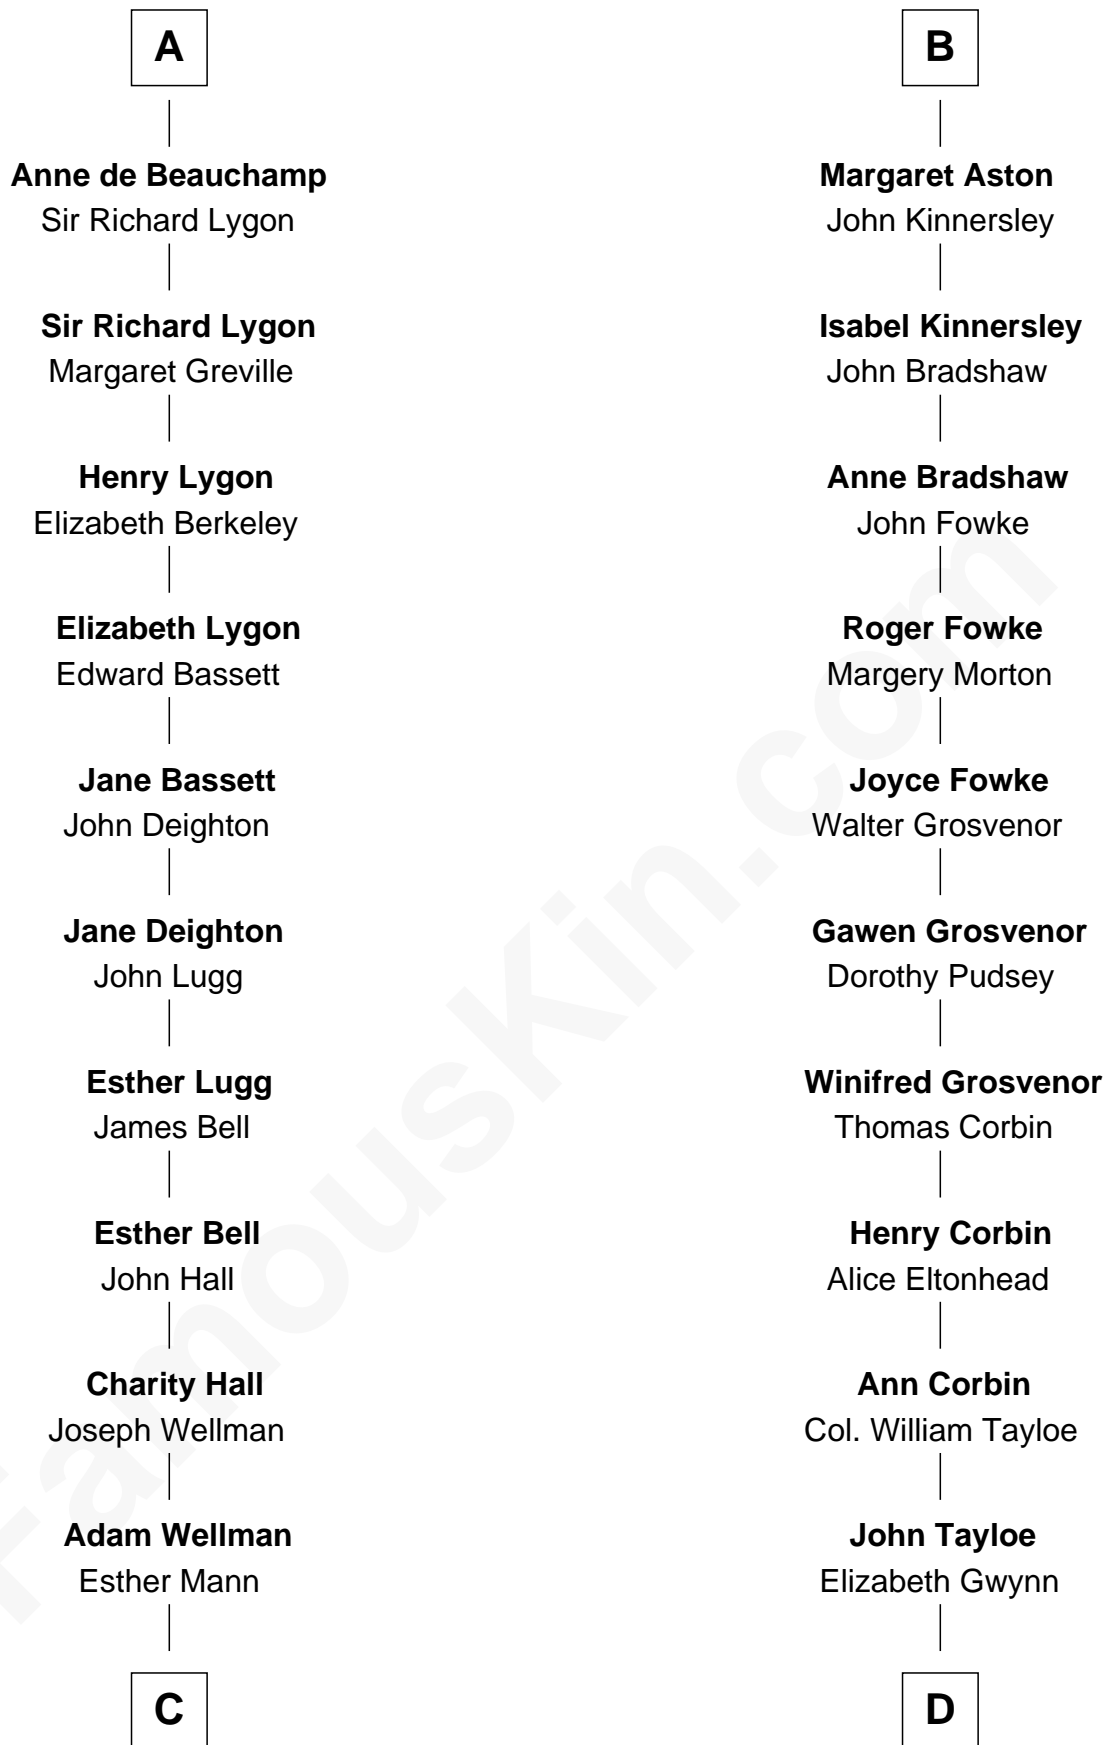 A
Anne de Beauchamp
Sir Richard Lygon
Sir Richard Lygon
Margaret Greville
Henry Lygon
Elizabeth Berkeley
Elizabeth Lygon
Edward Bassett
Jane Bassett
John Deighton
Jane Deighton
John Lugg
Esther Lugg
James Bell
Esther Bell
John Hall
Charity Hall
Joseph Wellman
Adam Wellman
Esther Mann
C
B
Margaret Aston
John Kinnersley
Isabel Kinnersley
John Bradshaw
Anne Bradshaw
John Fowke
Roger Fowke
Margery Morton
Joyce Fowke
Walter Grosvenor
Gawen Grosvenor
Dorothy Pudsey
Winifred Grosvenor
Thomas Corbin
Henry Corbin
Alice Eltonhead
Ann Corbin
Col. William Tayloe
John Tayloe
Elizabeth Gwynn
D
FamousKin.com